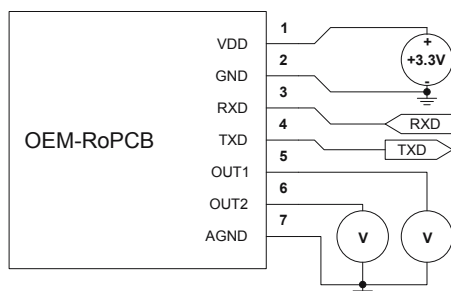 1
VDD
+
2
+3.3V
GND
-
3
RXD
RXD
4
OEM-RoPCB
TXD
TXD
5
OUT1
6
OUT2
7
V
V
AGND